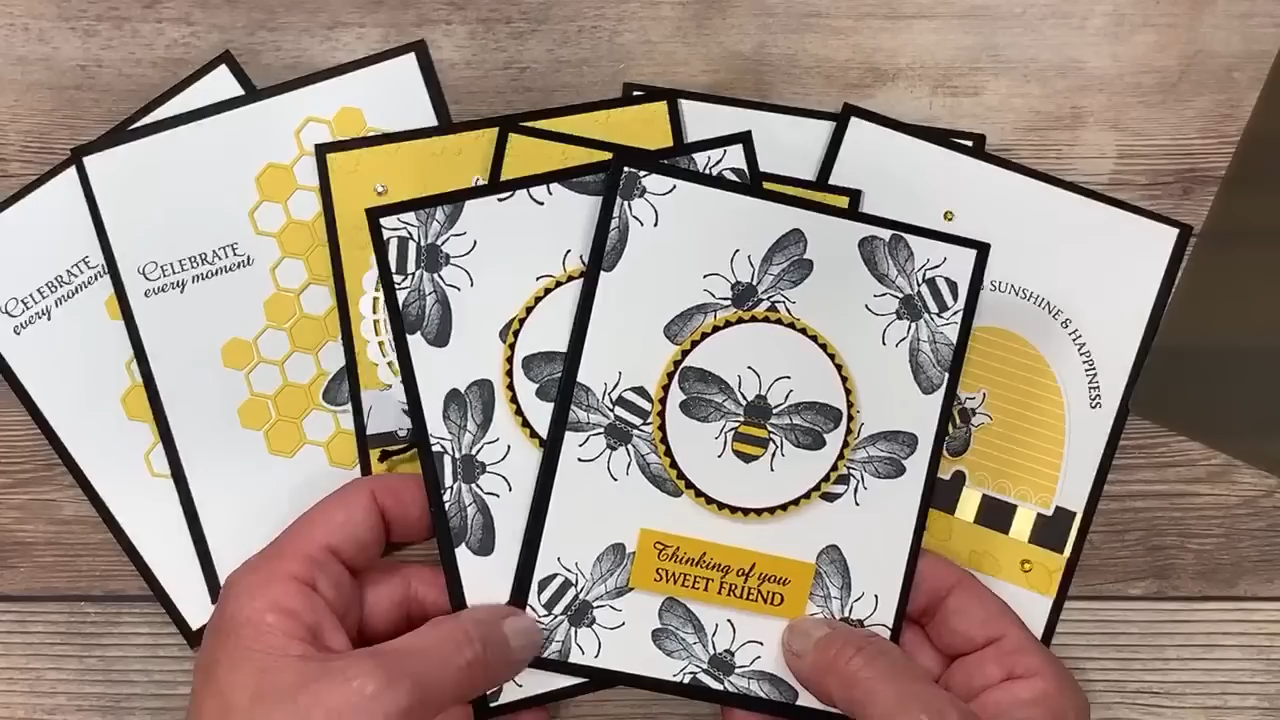 CELEBRATE
every moment
CELEBRATE
every moment
SUNSHINE & HAPPINESS
Thinking of you
SWEET FRIEND